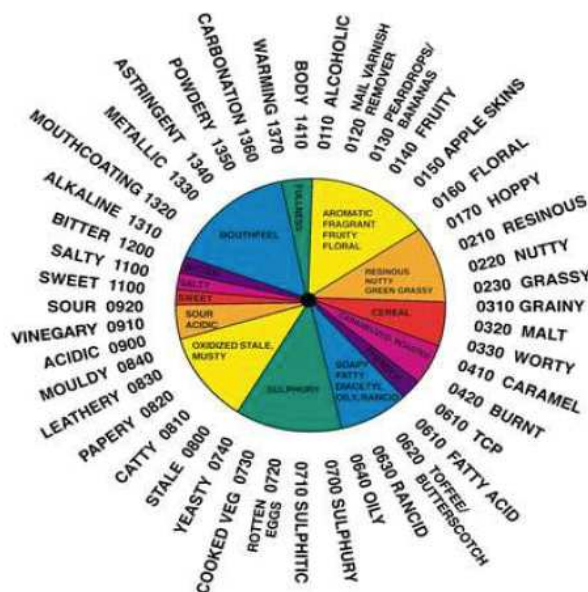 BODY 1410
0110 ALCOHOLIC
0120 NAIL VARNISH
REMOVER
0130 PEARDROPS/
BANANAS
0140 FRUITY
0150 APPLE SKINS
0160 FLORAL
0170 HOPPY
0210 RESINOUS
0220 NUTTY
0230 GRASSY
0310 GRAINY
0320 MALT
0330 WORTY
0410 CARAMEL
0420 BURNT
0610 TCP
0610 FATTY ACID
0620 TOFFEE/
BUTTERSCOTCH
0630 RANCID
0640 OILY
0700 SULPHURY
0710 SULPHITIC
ROTTEN 0720
EGGS
COOKED VEG 0730
YEASTY 0740
STALE 0800
CATTY 0810
PAPERY 0820
LEATHERY 0830
MOULDY 0840
ACIDIC 0900
VINEGARY 0910
SOUR 0920
SWEET 1100
SALTY 1100
BITTER 1200
ALKALINE 1310
MOUTHCOATING 1320
METALLIC 1330
ASTRINGENT 1340
POWDERY 1350
CARBONATION 1360
WARMING 1370
FULLNESS
AROMATIC
FRAGRANT
FRUITY
FLORAL
RESINOUS
NUTTY
GREEN GRASSY
CEREAL
CARAMELIZED, ROASTED
SOAPY
FATTY
DIACETYL
OILY, RANCID
SULPHURY
OXIDIZED STALE,
MUSTY
SOUR
ACIDIC
SWEET
SALTY
BITTER
MOUTHFEEL